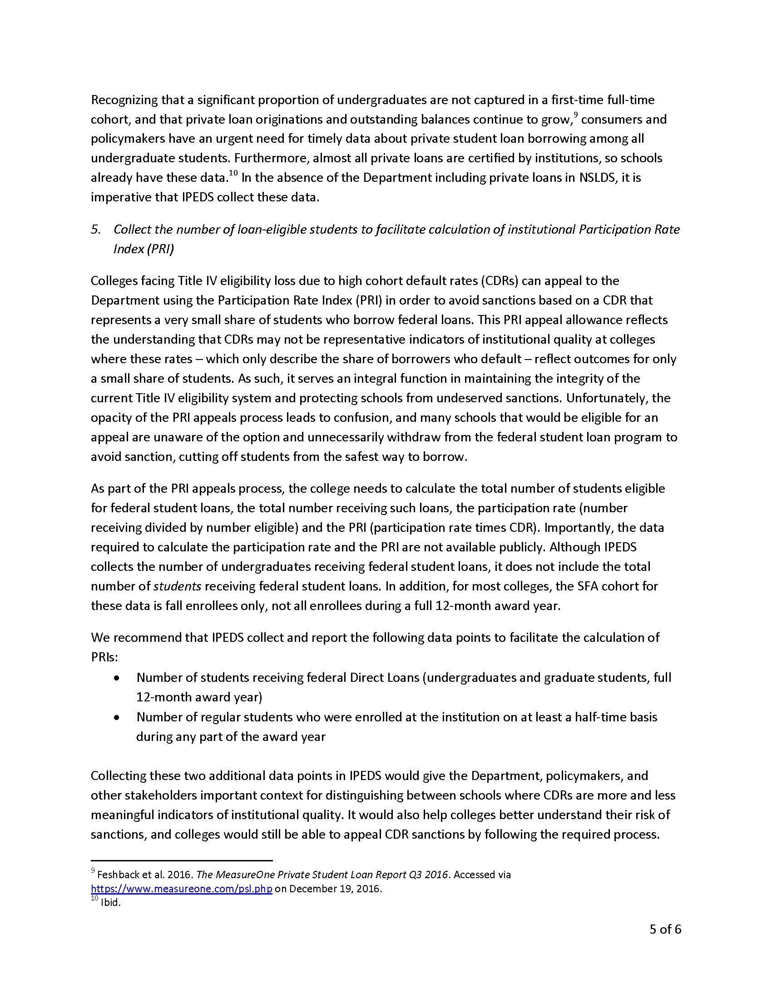 Recognizing that a significant proportion of undergraduates are not captured in a first-time full-time
cohort, and that private loan originations and outstanding balances continue to grow,9 consumers and
policymakers have an urgent need for timely data about private student loan borrowing among all
undergraduate students. Furthermore, almost all private loans are certified by institutions, so schools
already have these data.10 In the absence of the Department including private loans in NSLDS, it is
imperative that IPEDS collect these data.
5. Collect the number of loan-eligible students to facilitate calculation of institutional Participation Rate
Index (PRI)
Colleges facing Title IV eligibility loss due to high cohort default rates (CDRs) can appeal to the
Department using the Participation Rate Index (PRI) in order to avoid sanctions based on a CDR that
represents a very small share of students who borrow federal loans. This PRI appeal allowance reflects
the understanding that CDRs may not be representative indicators of institutional quality at colleges
where these rates – which only describe the share of borrowers who default – reflect outcomes for only
a small share of students. As such, it serves an integral function in maintaining the integrity of the
current Title IV eligibility system and protecting schools from undeserved sanctions. Unfortunately, the
opacity of the PRI appeals process leads to confusion, and many schools that would be eligible for an
appeal are unaware of the option and unnecessarily withdraw from the federal student loan program to
avoid sanction, cutting off students from the safest way to borrow.
As part of the PRI appeals process, the college needs to calculate the total number of students eligible
for federal student loans, the total number receiving such loans, the participation rate (number
receiving divided by number eligible) and the PRI (participation rate times CDR). Importantly, the data
required to calculate the participation rate and the PRI are not available publicly. Although IPEDS
collects the number of undergraduates receiving federal student loans, it does not include the total
number of students receiving federal student loans. In addition, for most colleges, the SFA cohort for
these data is fall enrollees only, not all enrollees during a full 12-month award year.
We recommend that IPEDS collect and report the following data points to facilitate the calculation of
PRIs:
• Number of students receiving federal Direct Loans (undergraduates and graduate students, full
12-month award year)
• Number of regular students who were enrolled at the institution on at least a half-time basis
during any part of the award year
Collecting these two additional data points in IPEDS would give the Department, policymakers, and
other stakeholders important context for distinguishing between schools where CDRs are more and less
meaningful indicators of institutional quality. It would also help colleges better understand their risk of
sanctions, and colleges would still be able to appeal CDR sanctions by following the required process.
9 Feshback et al. 2016. The MeasureOne Private Student Loan Report Q3 2016. Accessed via
https://www.measureone.com/psl.php on December 19, 2016.
10 Ibid.
5 of 6